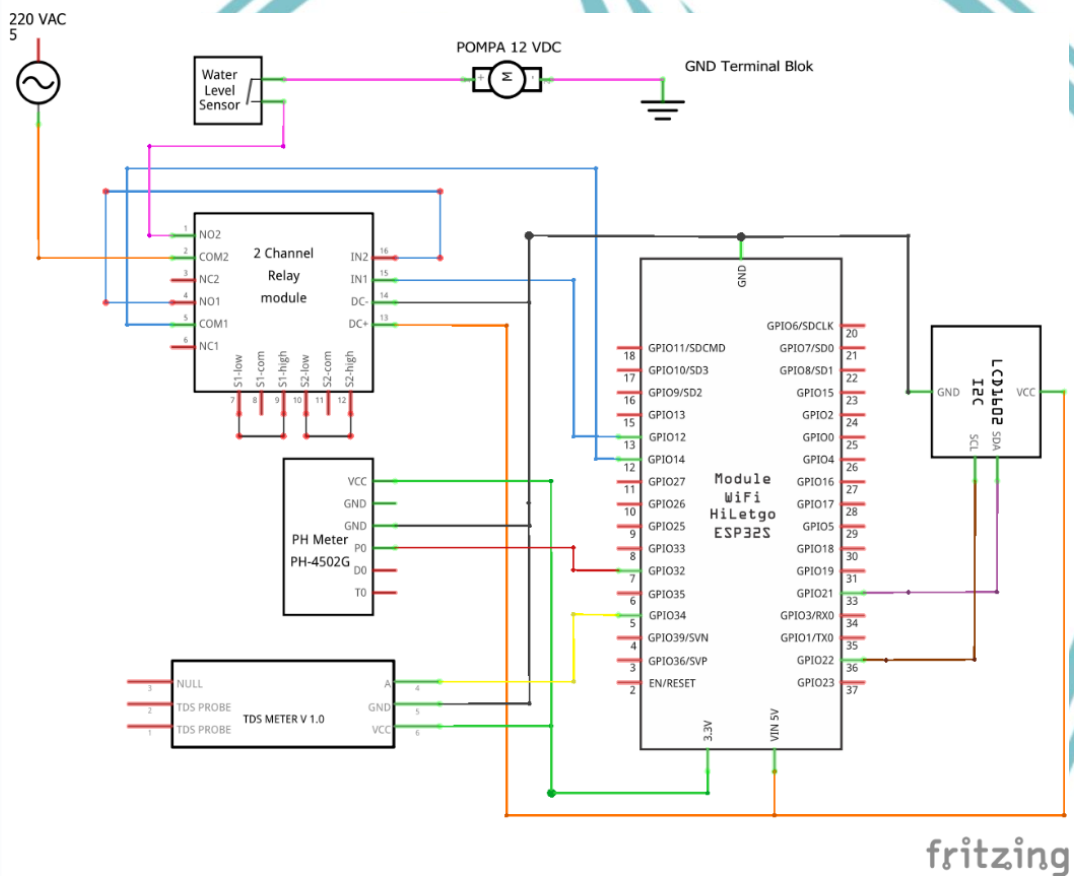 220 VAC
5
POMPA 12 VDC
GND Terminal Blok
Water
Level
Sensor
+
M
-
2 Channel
Relay
module
1 NO2
2 COM2
3 NC2
4 NO1
5 COM1
6 NC1
IN2 16
IN1 15
DC- 14
DC+ 13
S1-low
S1-com
S1-high
S2-low
S2-com
S2-high
7
8
9
10
11
12
PH Meter
PH-4502G
VCC
GND
GND
P0
D0
T0
TDS METER V 1.0
3 NULL
2 TDS PROBE
1 TDS PROBE
A 4
GND 5
VCC 6
Module
WiFi
HiLetgo
ESP32S
GND
18 GPIO11/SDCMD
17 GPIO10/SD3
16 GPIO9/SD2
15 GPIO13
13 GPIO12
12 GPIO14
11 GPIO27
10 GPIO26
9 GPIO25
8 GPIO33
7 GPIO32
6 GPIO35
5 GPIO34
4 GPIO39/SVN
3 GPIO36/SVP
2 EN/RESET
GPIO6/SDCLK 20
GPIO7/SD0 21
GPIO8/SD1 22
GPIO15 23
GPIO2 24
GPIO0 25
GPIO4 26
GPIO16 27
GPIO17 28
GPIO5 29
GPIO18 30
GPIO19 31
GPIO21 33
GPIO3/RX0 34
GPIO1/TX0 35
GPIO22 36
GPIO23 37
3.3V
VIN 5V
LCD1602
I2C
GND
VCC
SCL
SDA
fritzing